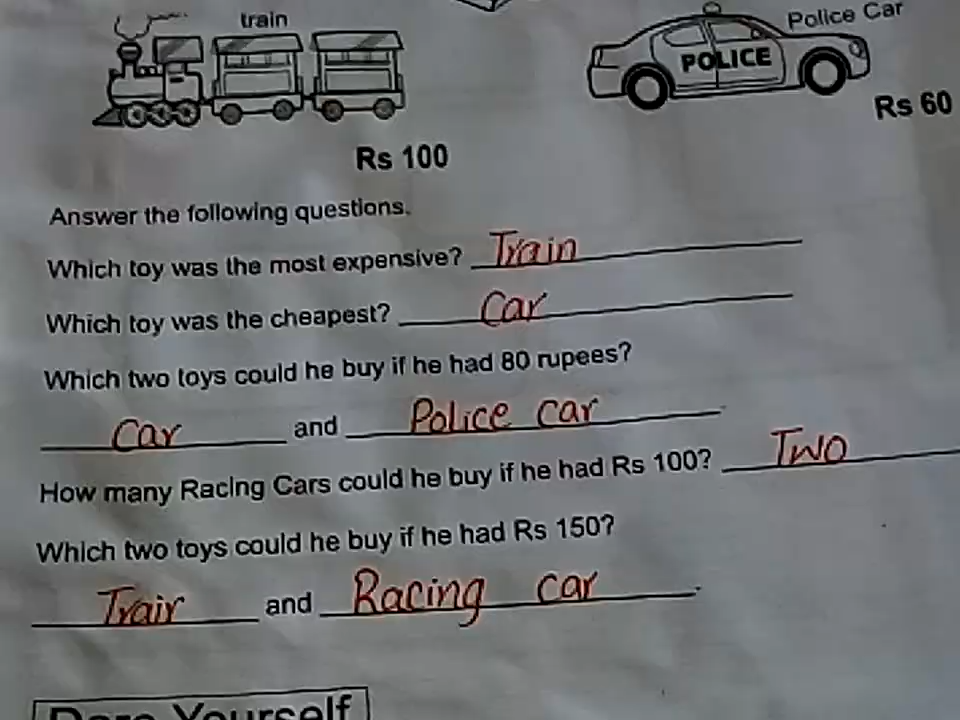 train
Police Car
POLICE
Rs 60
Rs 100
Answer the following questions.
Which toy was the most expensive? Train
Which toy was the cheapest? Car
Which two toys could he buy if he had 80 rupees?
Car and Police car.
How many Racing Cars could he buy if he had Rs 100? Two
Which two toys could he buy if he had Rs 150?
Train and Racing car.
Dare Yourself